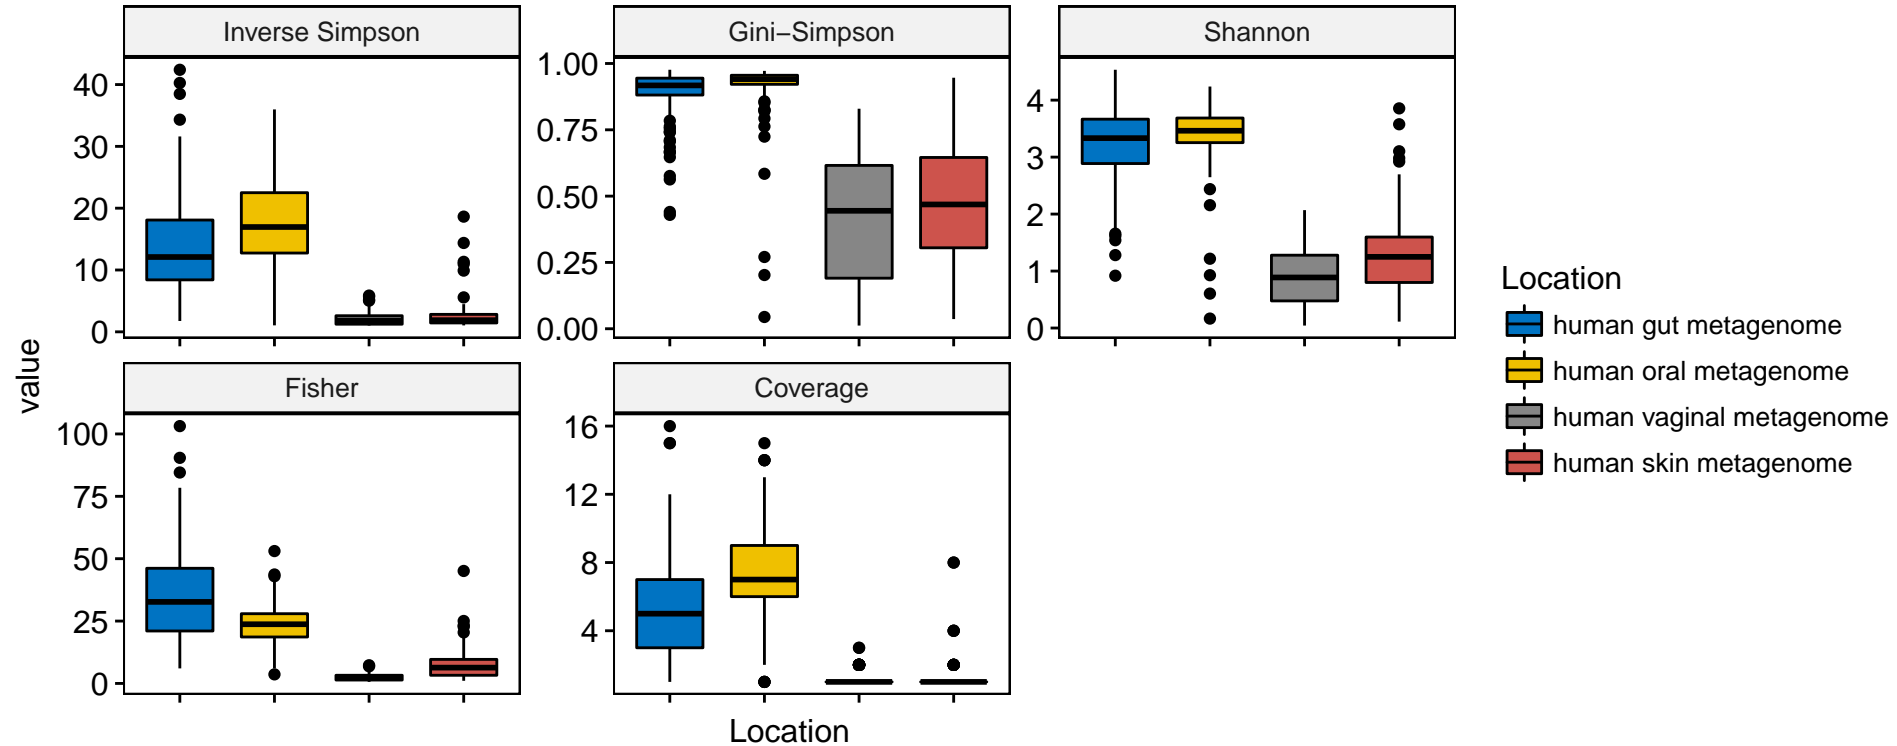 Inverse Simpson
Gini−Simpson
Shannon
40
30
20
10
0
1.00
0.75
0.50
0.25
0.00
4
3
2
1
0
value
Fisher
Coverage
100
75
50
25
0
16
12
8
4
Location
Location
human gut metagenome
human oral metagenome
human vaginal metagenome
human skin metagenome